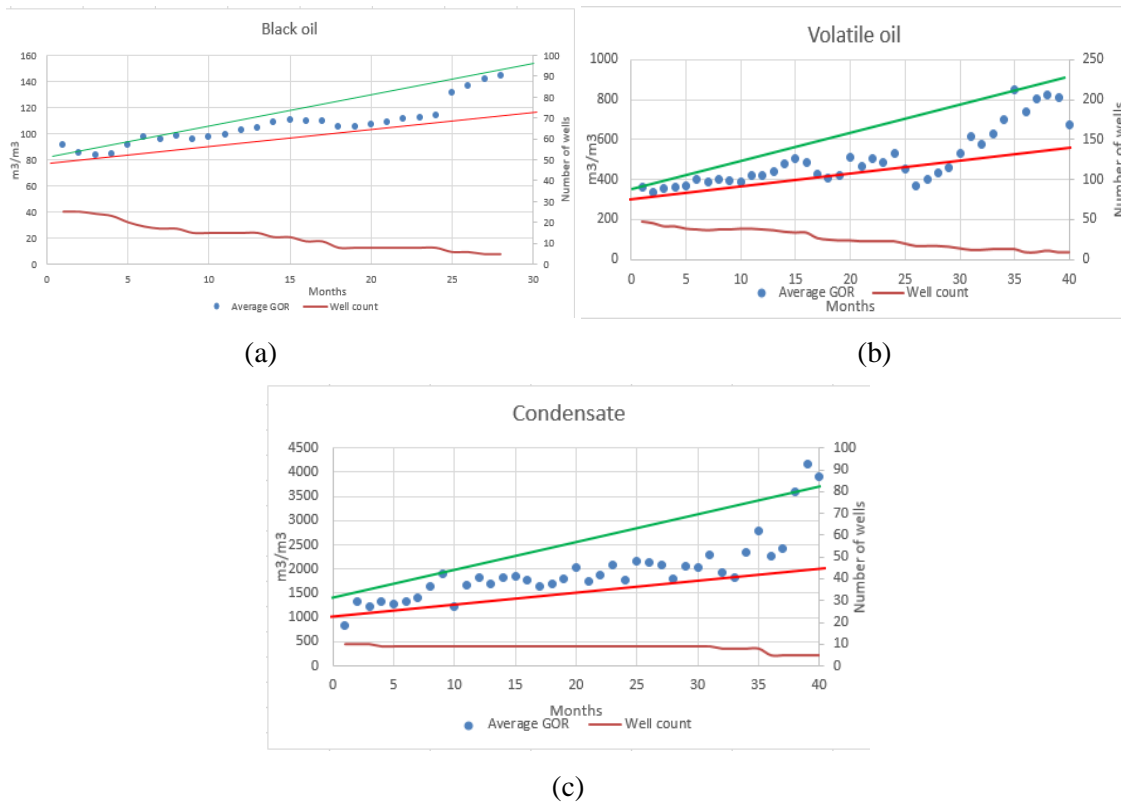 Black oil
160
140
120
100
80
60
40
20
0
m3/m3
100
90
80
70
60
50
40
30
20
10
0
Number of wells
0 5 10 15 20 25 30
Months
Average GOR Well count
(a)
Volatile oil
1000
800
600
400
200
0
m3/m3
250
200
150
100
50
0
Number of wells
0 5 10 15 20 25 30 35 40
Average GOR Well count
Months
(b)
Condensate
4500
4000
3500
3000
2500
2000
1500
1000
500
0
m3/m3
100
90
80
70
60
50
40
30
20
10
0
Number of wells
0 5 10 15 20 25 30 35 40
Months
Average GOR Well count
(c)